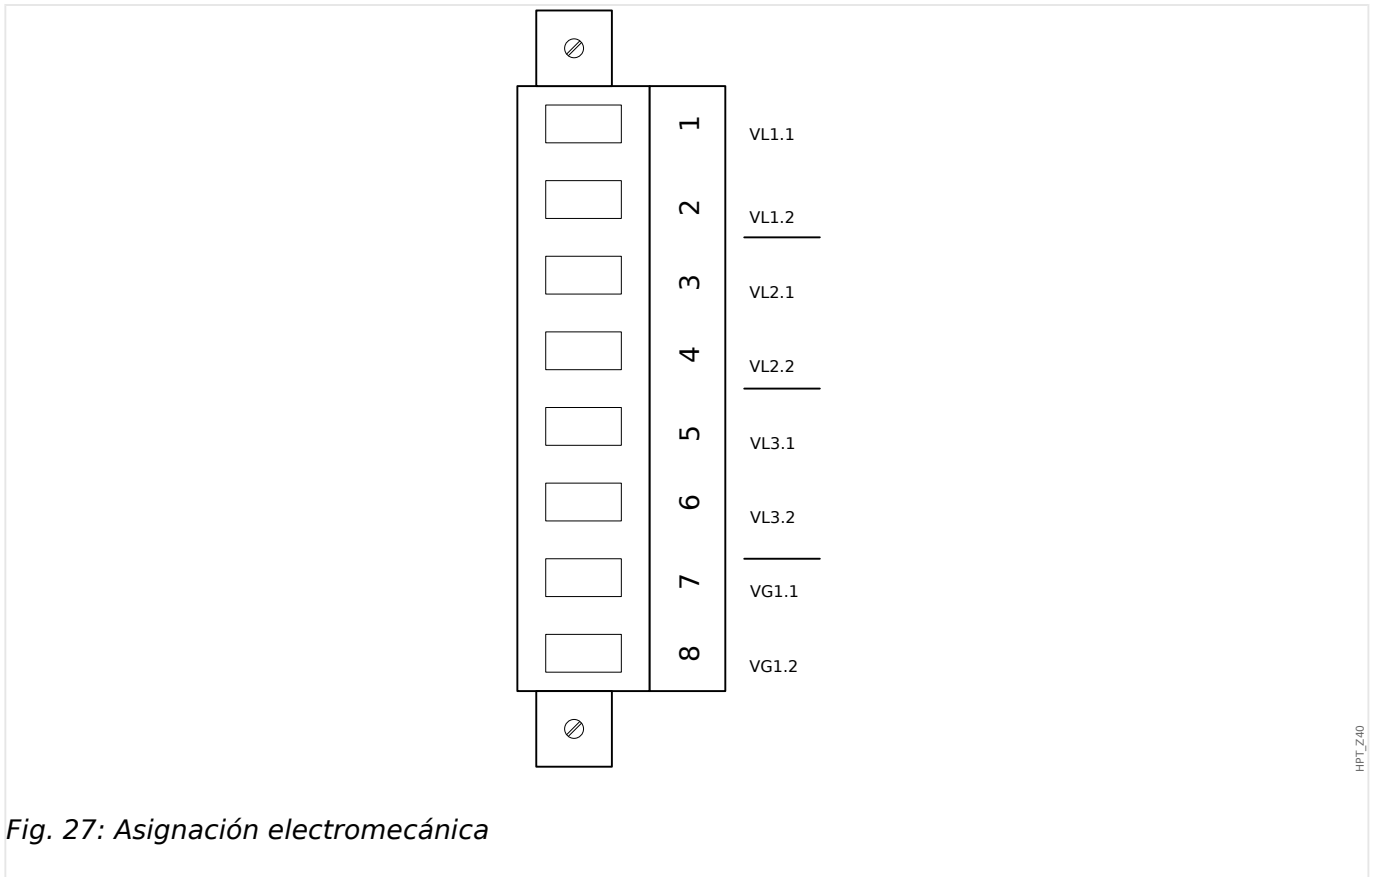 1 VL1.1
2 VL1.2
3 VL2.1
4 VL2.2
5 VL3.1
6 VL3.2
7 VG1.1
8 VG1.2
HPT_Z40
Fig. 27: Asignación electromecánica